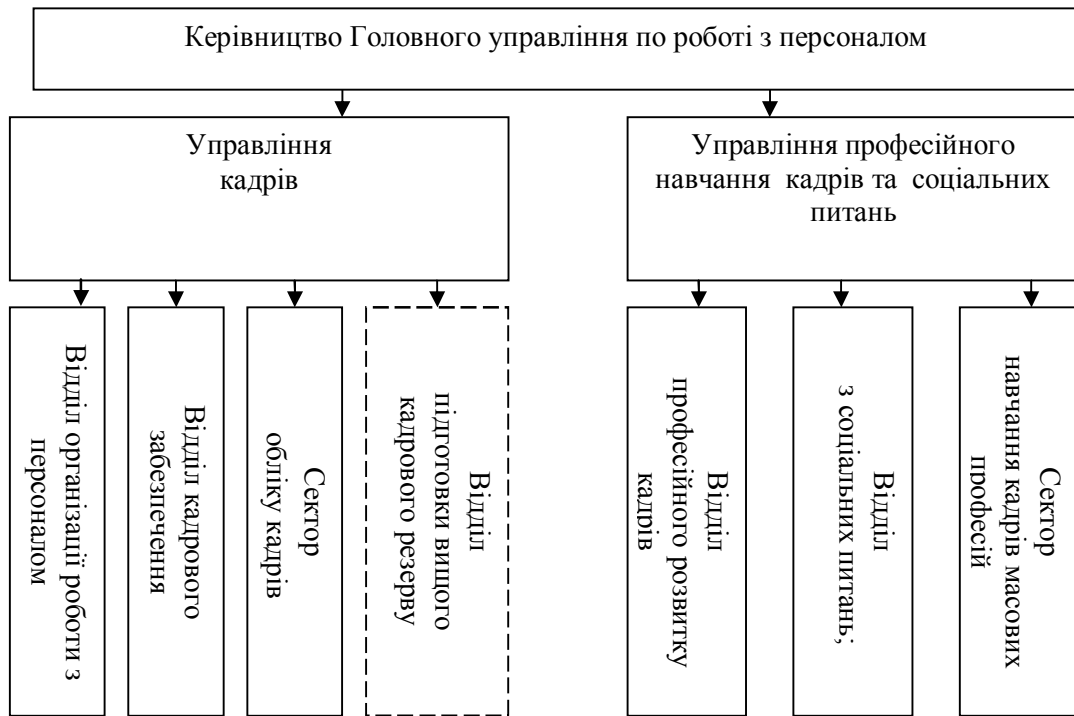 Керівництво Головного управління по роботі з персоналом
Управління
кадрів
Управління професійного
навчання кадрів та соціальних
питань
Відділ організації роботи з
персоналом
Відділ кадрового
забезпечення
Сектор
обліку кадрів
Відділ
підготовки вищого
кадрового резерву
Відділ
професійного розвитку
кадрів
Відділ
з соціальних питань;
Сектор
навчання кадрів масових
професій